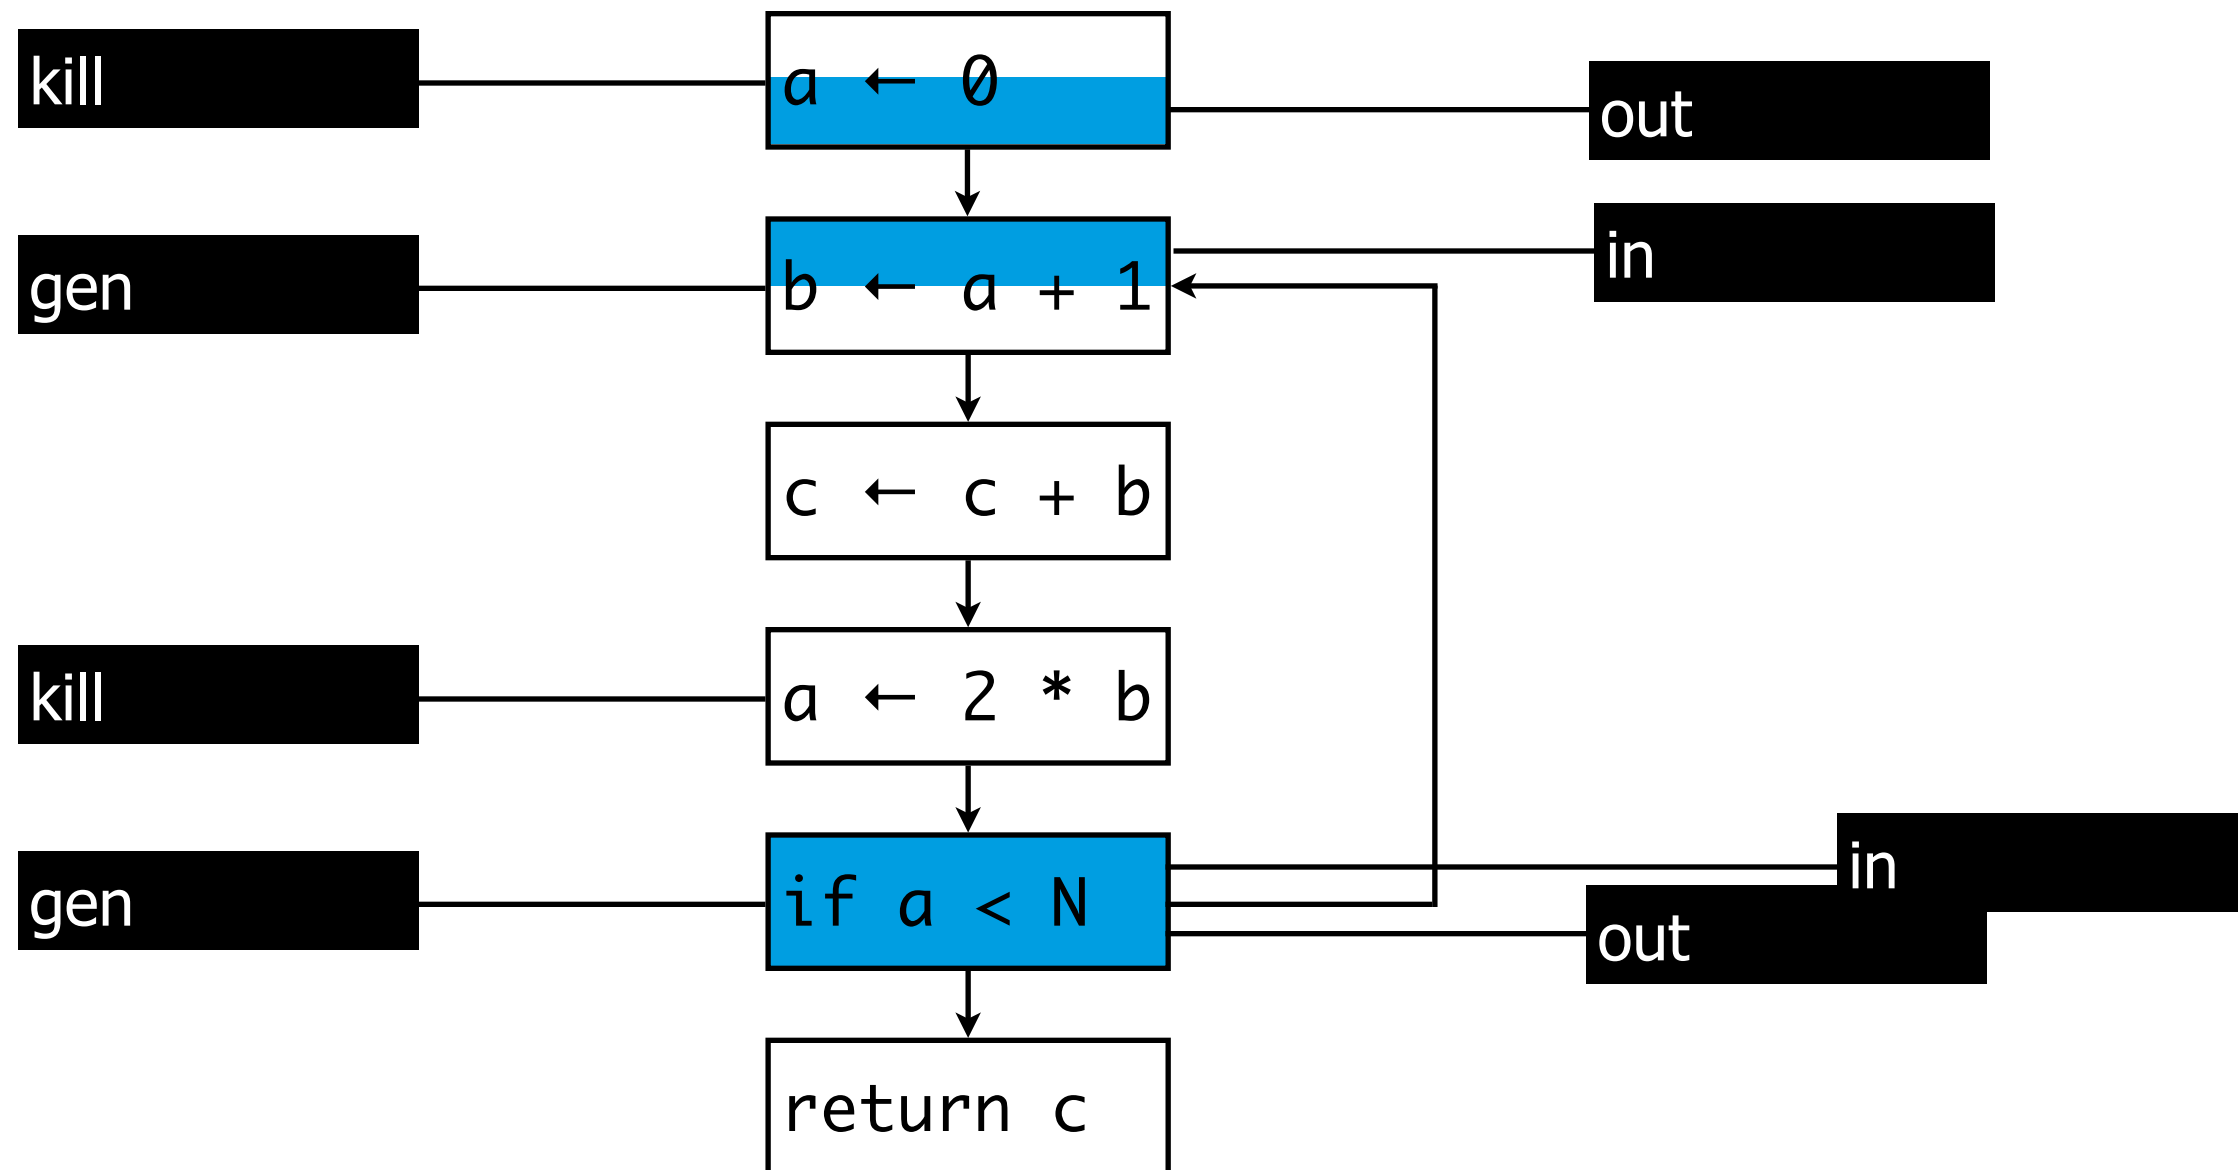 kill
a ← 0
out
in
gen
b ← a + 1
c ← c + b
kill
a ← 2 * b
in
gen
if a < N
out
return c